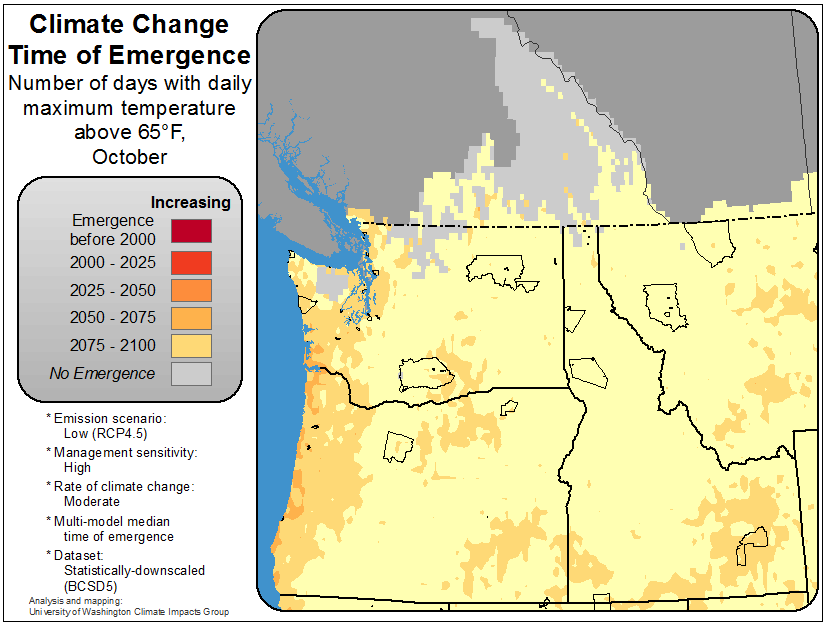 Climate Change
Time of Emergence
Number of days with daily
maximum temperature
above 65°F,
October
Increasing
Emergence
before 2000
2000 - 2025
2025 - 2050
2050 - 2075
2075 - 2100
No Emergence
* Emission scenario:
Low (RCP4.5)
* Management sensitivity:
High
* Rate of climate change:
Moderate
* Multi-model median
time of emergence
* Dataset:
Statistically-downscaled
(BCSD5)
Analysis and mapping:
University of Washington Climate Impacts Group